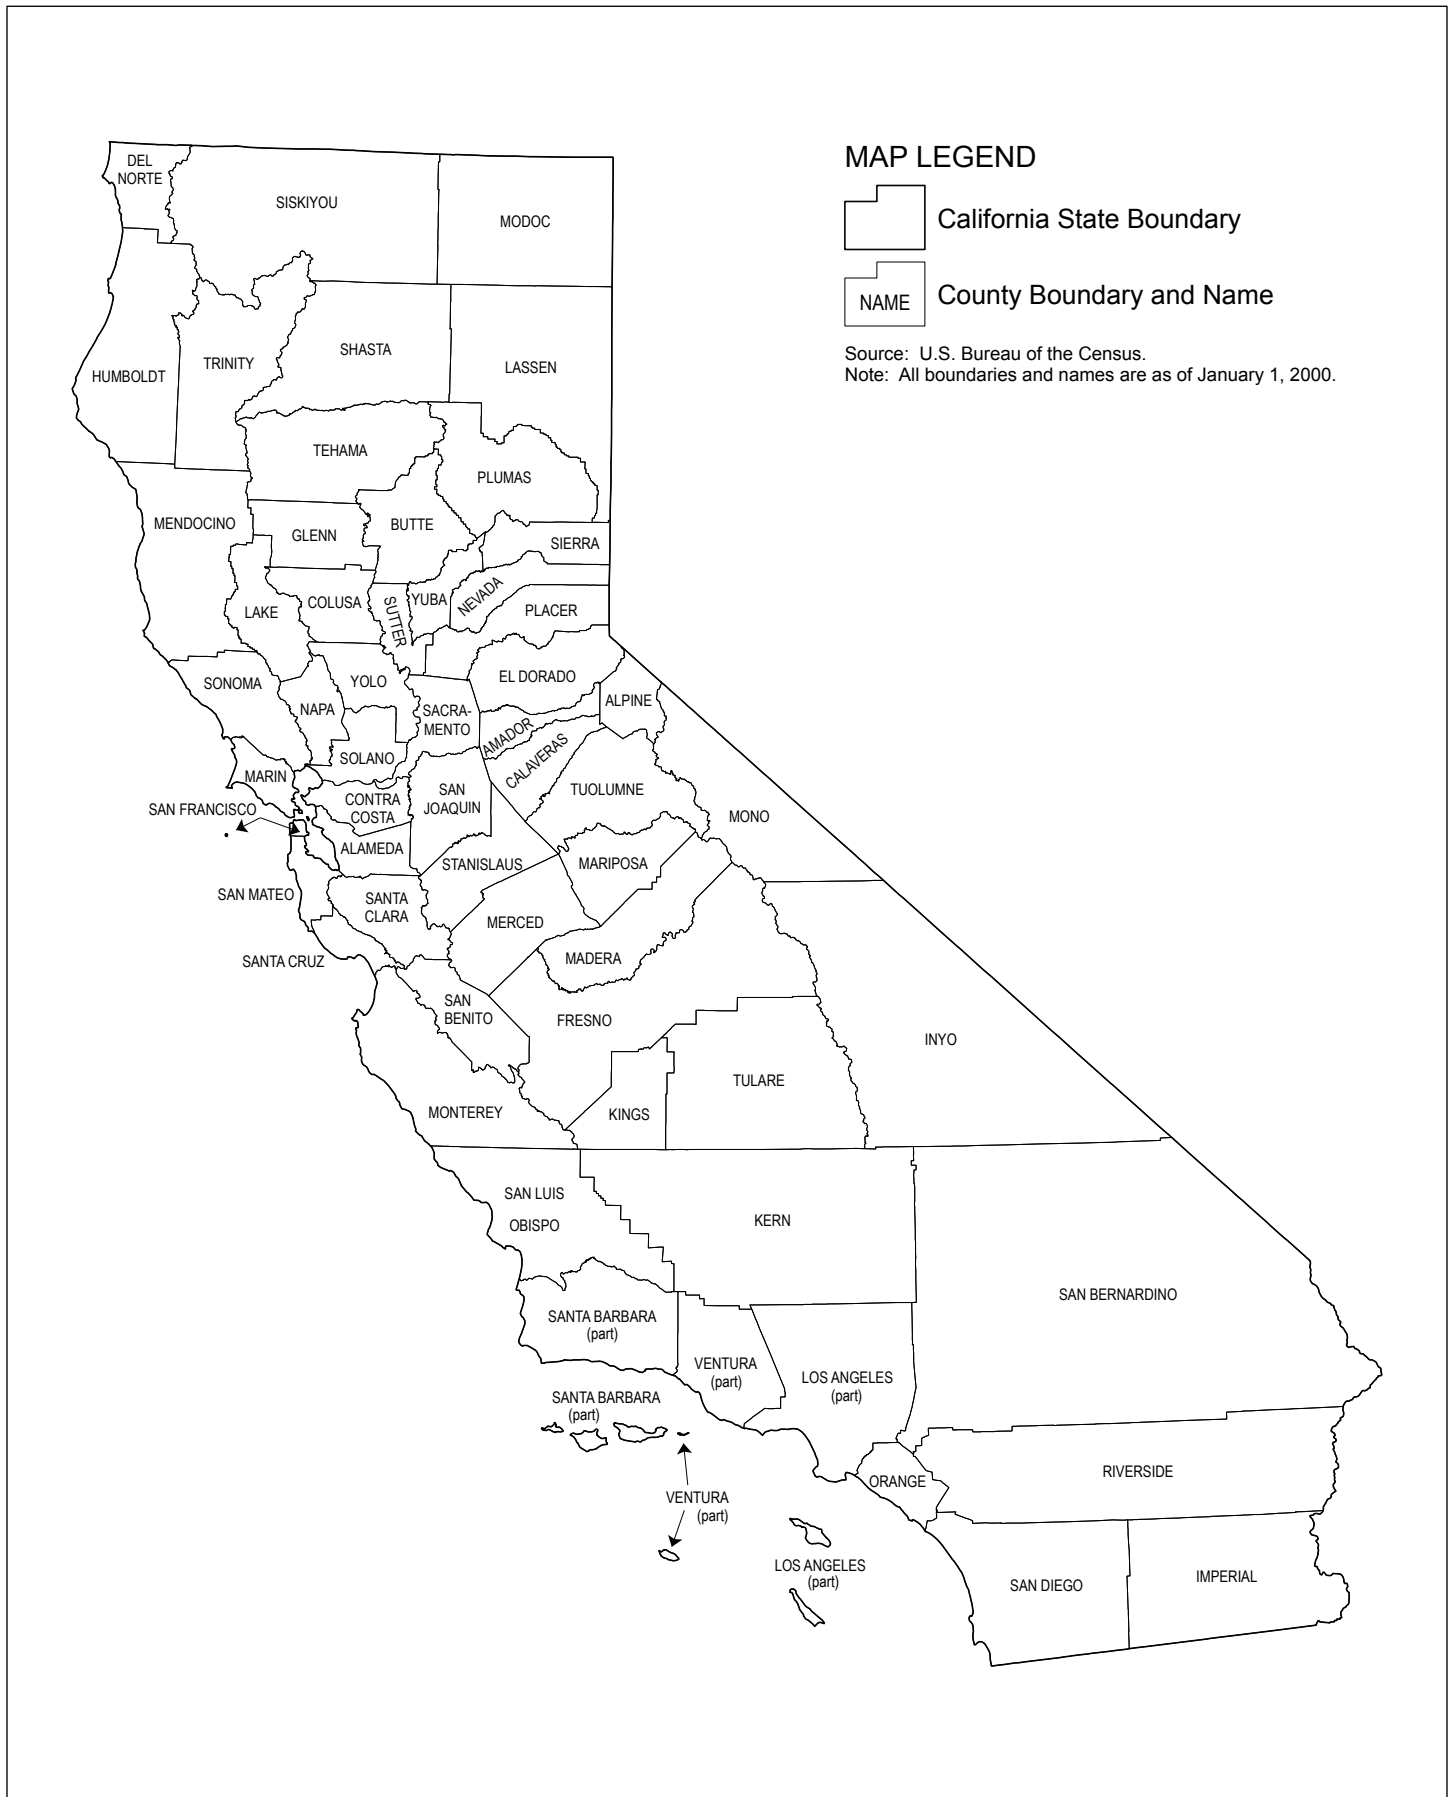 MAP LEGEND
California State Boundary
NAME
County Boundary and Name
Source:  U.S. Bureau of the Census.
Note:  All boundaries and names are as of January 1, 2000.
DEL
NORTE
SISKIYOU
MODOC
HUMBOLDT
TRINITY
SHASTA
LASSEN
TEHAMA
PLUMAS
MENDOCINO
GLENN
BUTTE
SIERRA
LAKE
COLUSA
SUTTER
YUBA
NEVADA
PLACER
SONOMA
NAPA
YOLO
SACRA-
MENTO
EL DORADO
ALPINE
SOLANO
AMADOR
CALAVERAS
MARIN
SAN FRANCISCO
CONTRA
COSTA
SAN
JOAQUIN
TUOLUMNE
MONO
ALAMEDA
STANISLAUS
MARIPOSA
SAN MATEO
SANTA
CLARA
MERCED
SANTA CRUZ
MADERA
SAN
BENITO
FRESNO
INYO
TULARE
MONTEREY
KINGS
SAN LUIS
OBISPO
KERN
SAN BERNARDINO
SANTA BARBARA
(part)
VENTURA
(part)
LOS ANGELES
(part)
SANTA BARBARA
(part)
ORANGE
RIVERSIDE
VENTURA
(part)
LOS ANGELES
(part)
SAN DIEGO
IMPERIAL